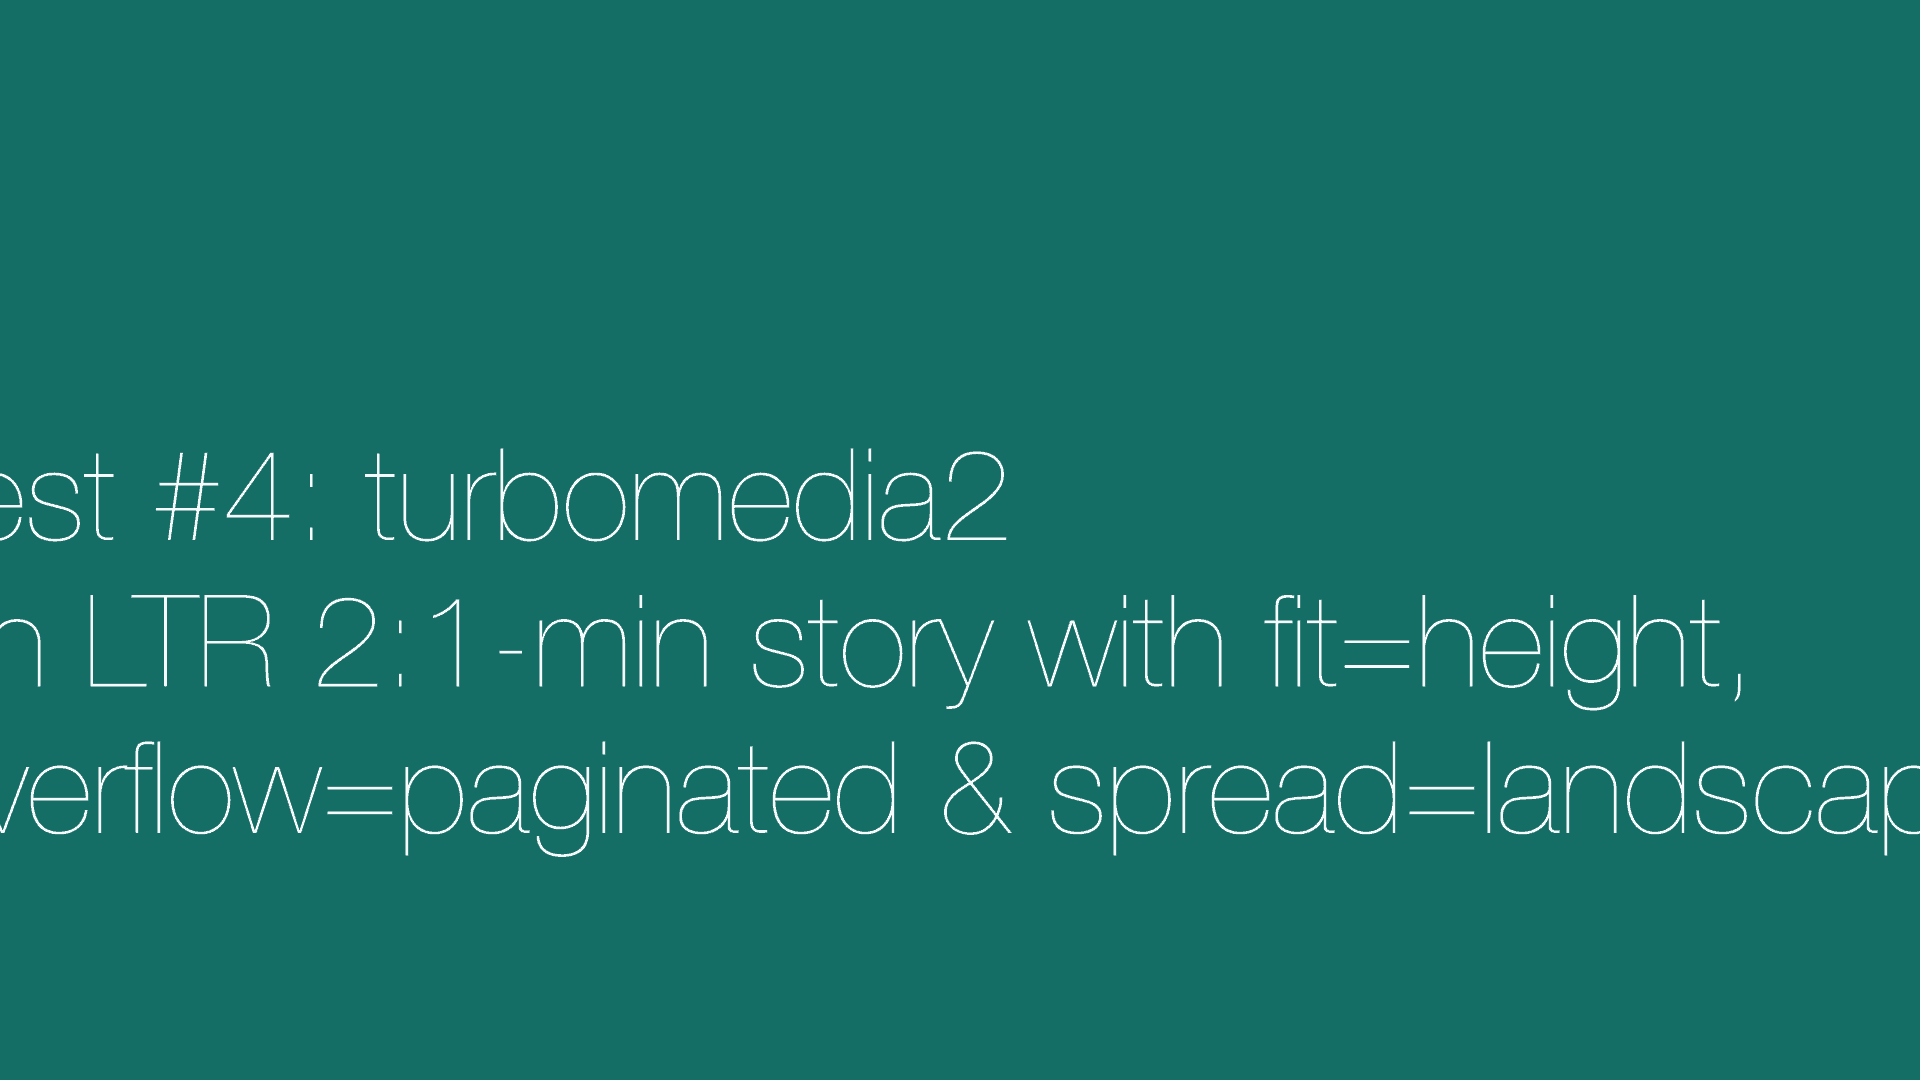 est #4: turbomedia2
n LTR 2:1-min story with fit=height,
verflow=paginated & spread=landscap